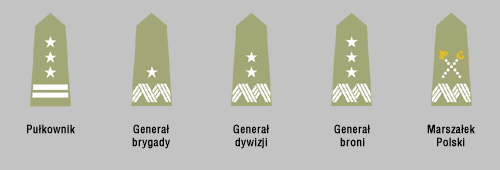 Pułkownik
Generał
brygady
Generał
dywizji
Generał
broni
Marszałek
Polski